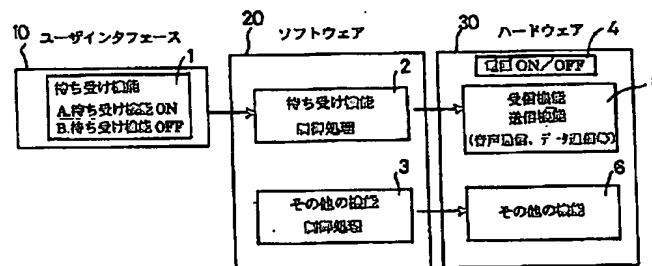 10 ユーザインタフェース
1
待ち受け機能
A.待ち受け機能ON
B.待ち受け機能OFF
20 ソフトウェア
2
待ち受け機能
制御処理
3
その他の機能
制御処理
30 ハードウェア
4
電源 ON/OFF
受信機能
送信機能
(音声通信、データ通信等)
6
その他の機能